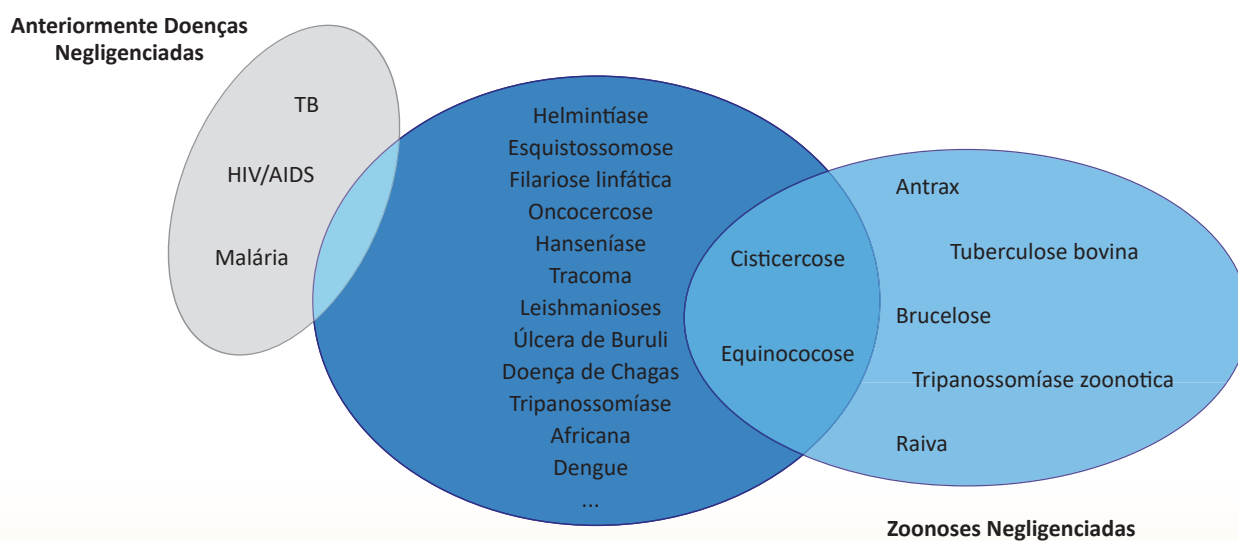 Anteriormente Doenças
Negligenciadas
TB
HIV/AIDS
Malária
Helmintíase
Esquistossomose
Filariose linfática
Oncocercose
Hanseníase
Tracoma
Leishmanioses
Úlcera de Buruli
Doença de Chagas
Tripanossomíase
Africana
Dengue
...
Cisticercose
Equinococose
Antrax
Tuberculose bovina
Brucelose
Tripanossomíase zoonotica
Raiva
Zoonoses Negligenciadas